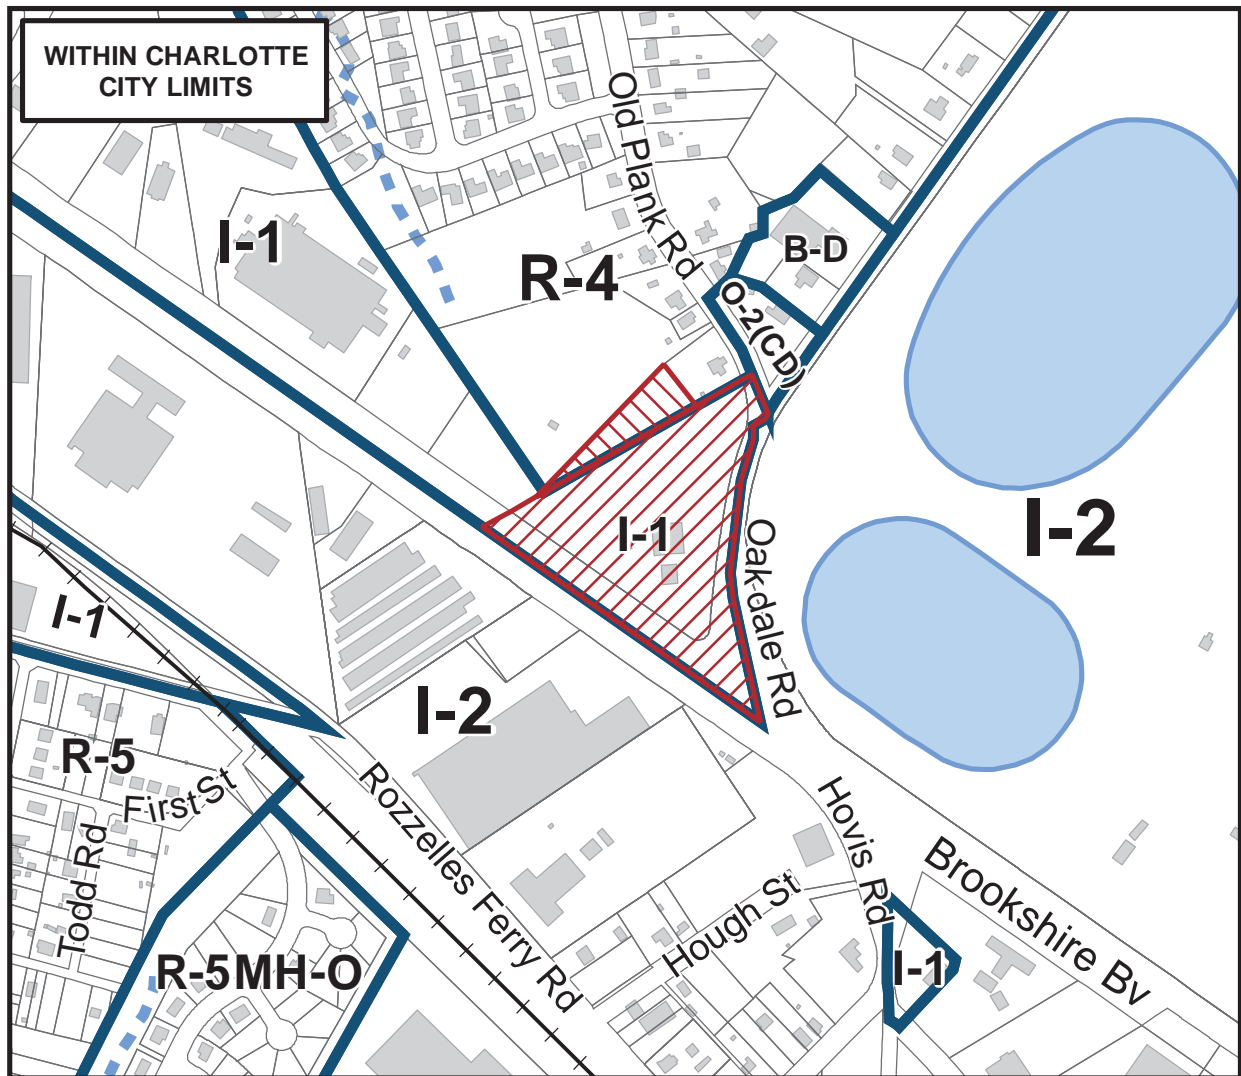 WITHIN CHARLOTTE
CITY LIMITS
Old Plank Rd
I-1
R-4
B-D
O-2(CD)
I-1
I-2
Oakdale Rd
I-1
I-2
R-5
First St
Todd Rd
Rozzelles Ferry Rd
Hovis Rd
Brookshire Bv
Hough St
R-5MH-O
I-1